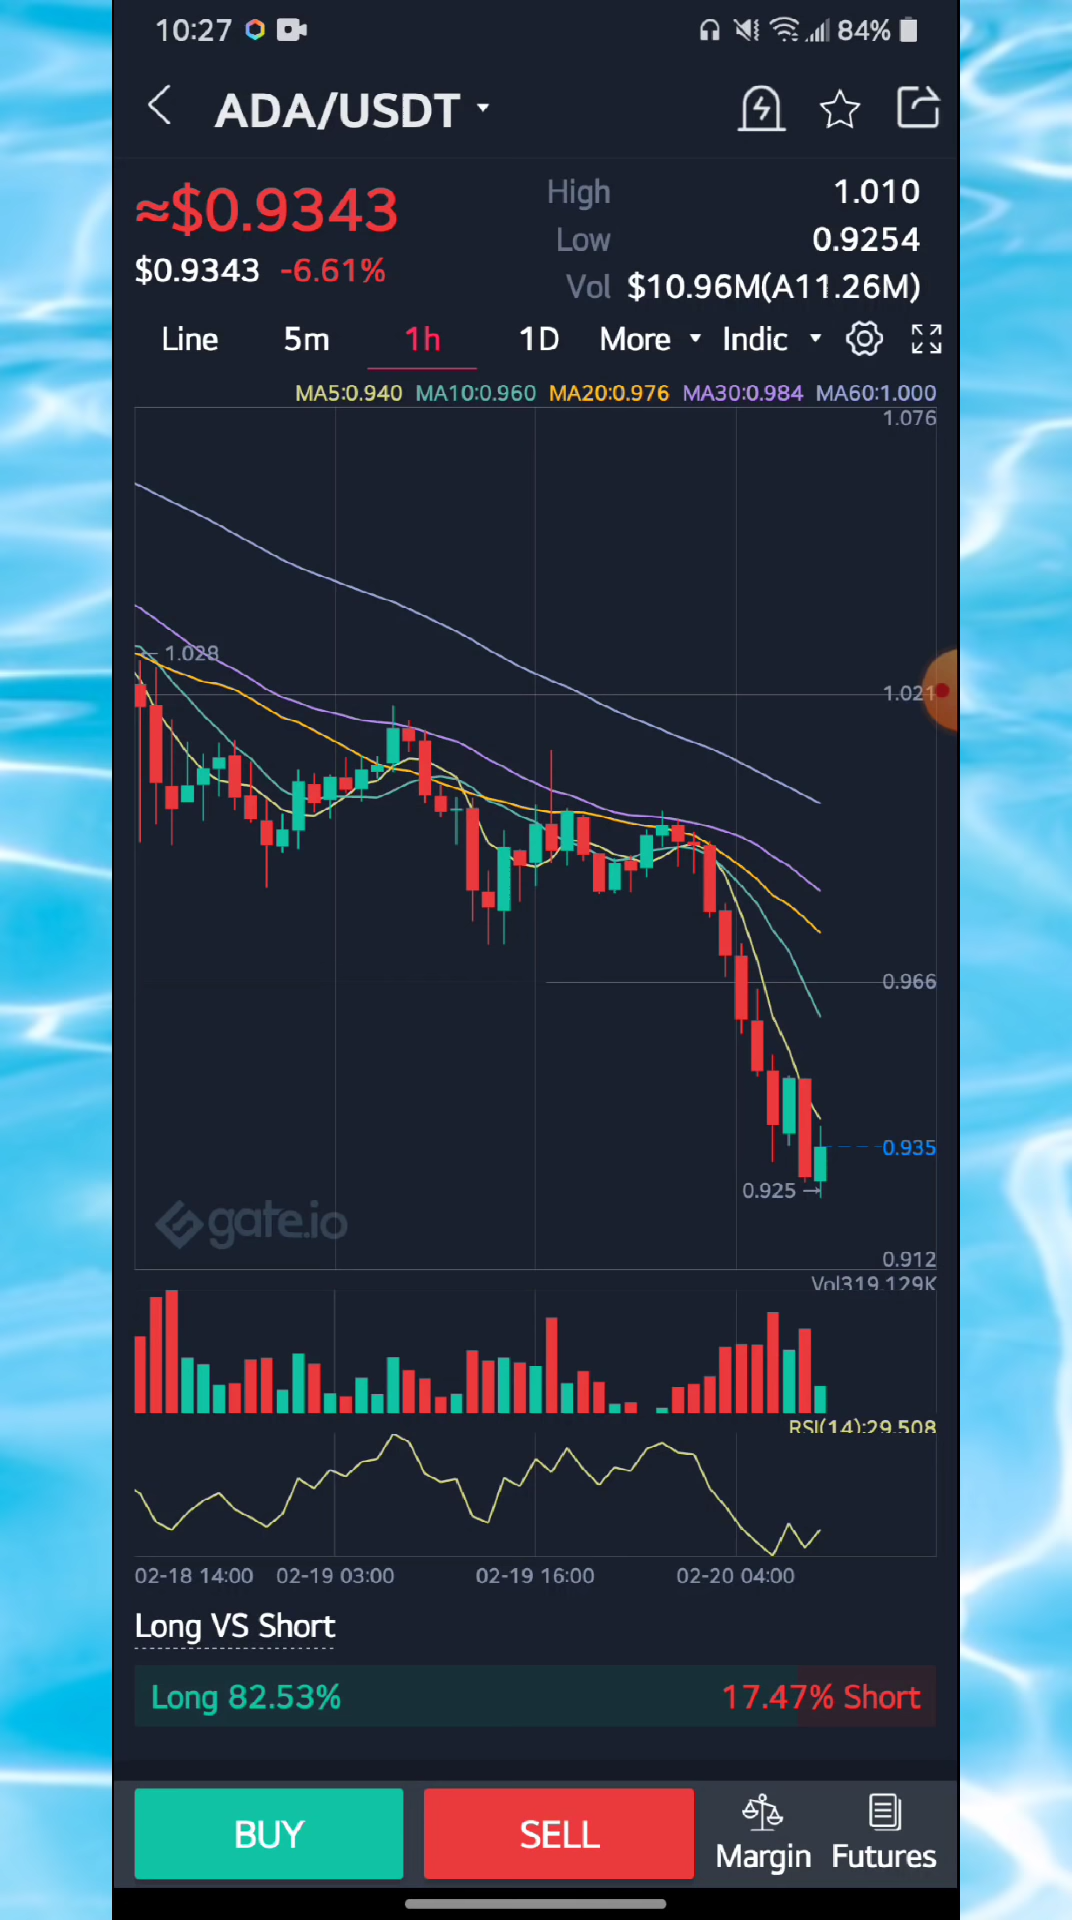 10:27 84%
ADA/USDT
≈$0.9343
$0.9343 -6.61%
High 1.010
Low 0.9254
Vol $10.96M(A11.26M)
Line 5m 1h 1D More Indic
MA5:0.940 MA10:0.960 MA20:0.976 MA30:0.984 MA60:1.000
1.076
1.028
1.021
0.966
0.935
0.925
gate.io
0.912
Vol319.129K
RSI(14):29.508
02-18 14:00 02-19 03:00 02-19 16:00 02-20 04:00
Long VS Short
Long 82.53% 17.47% Short
BUY SELL Margin Futures